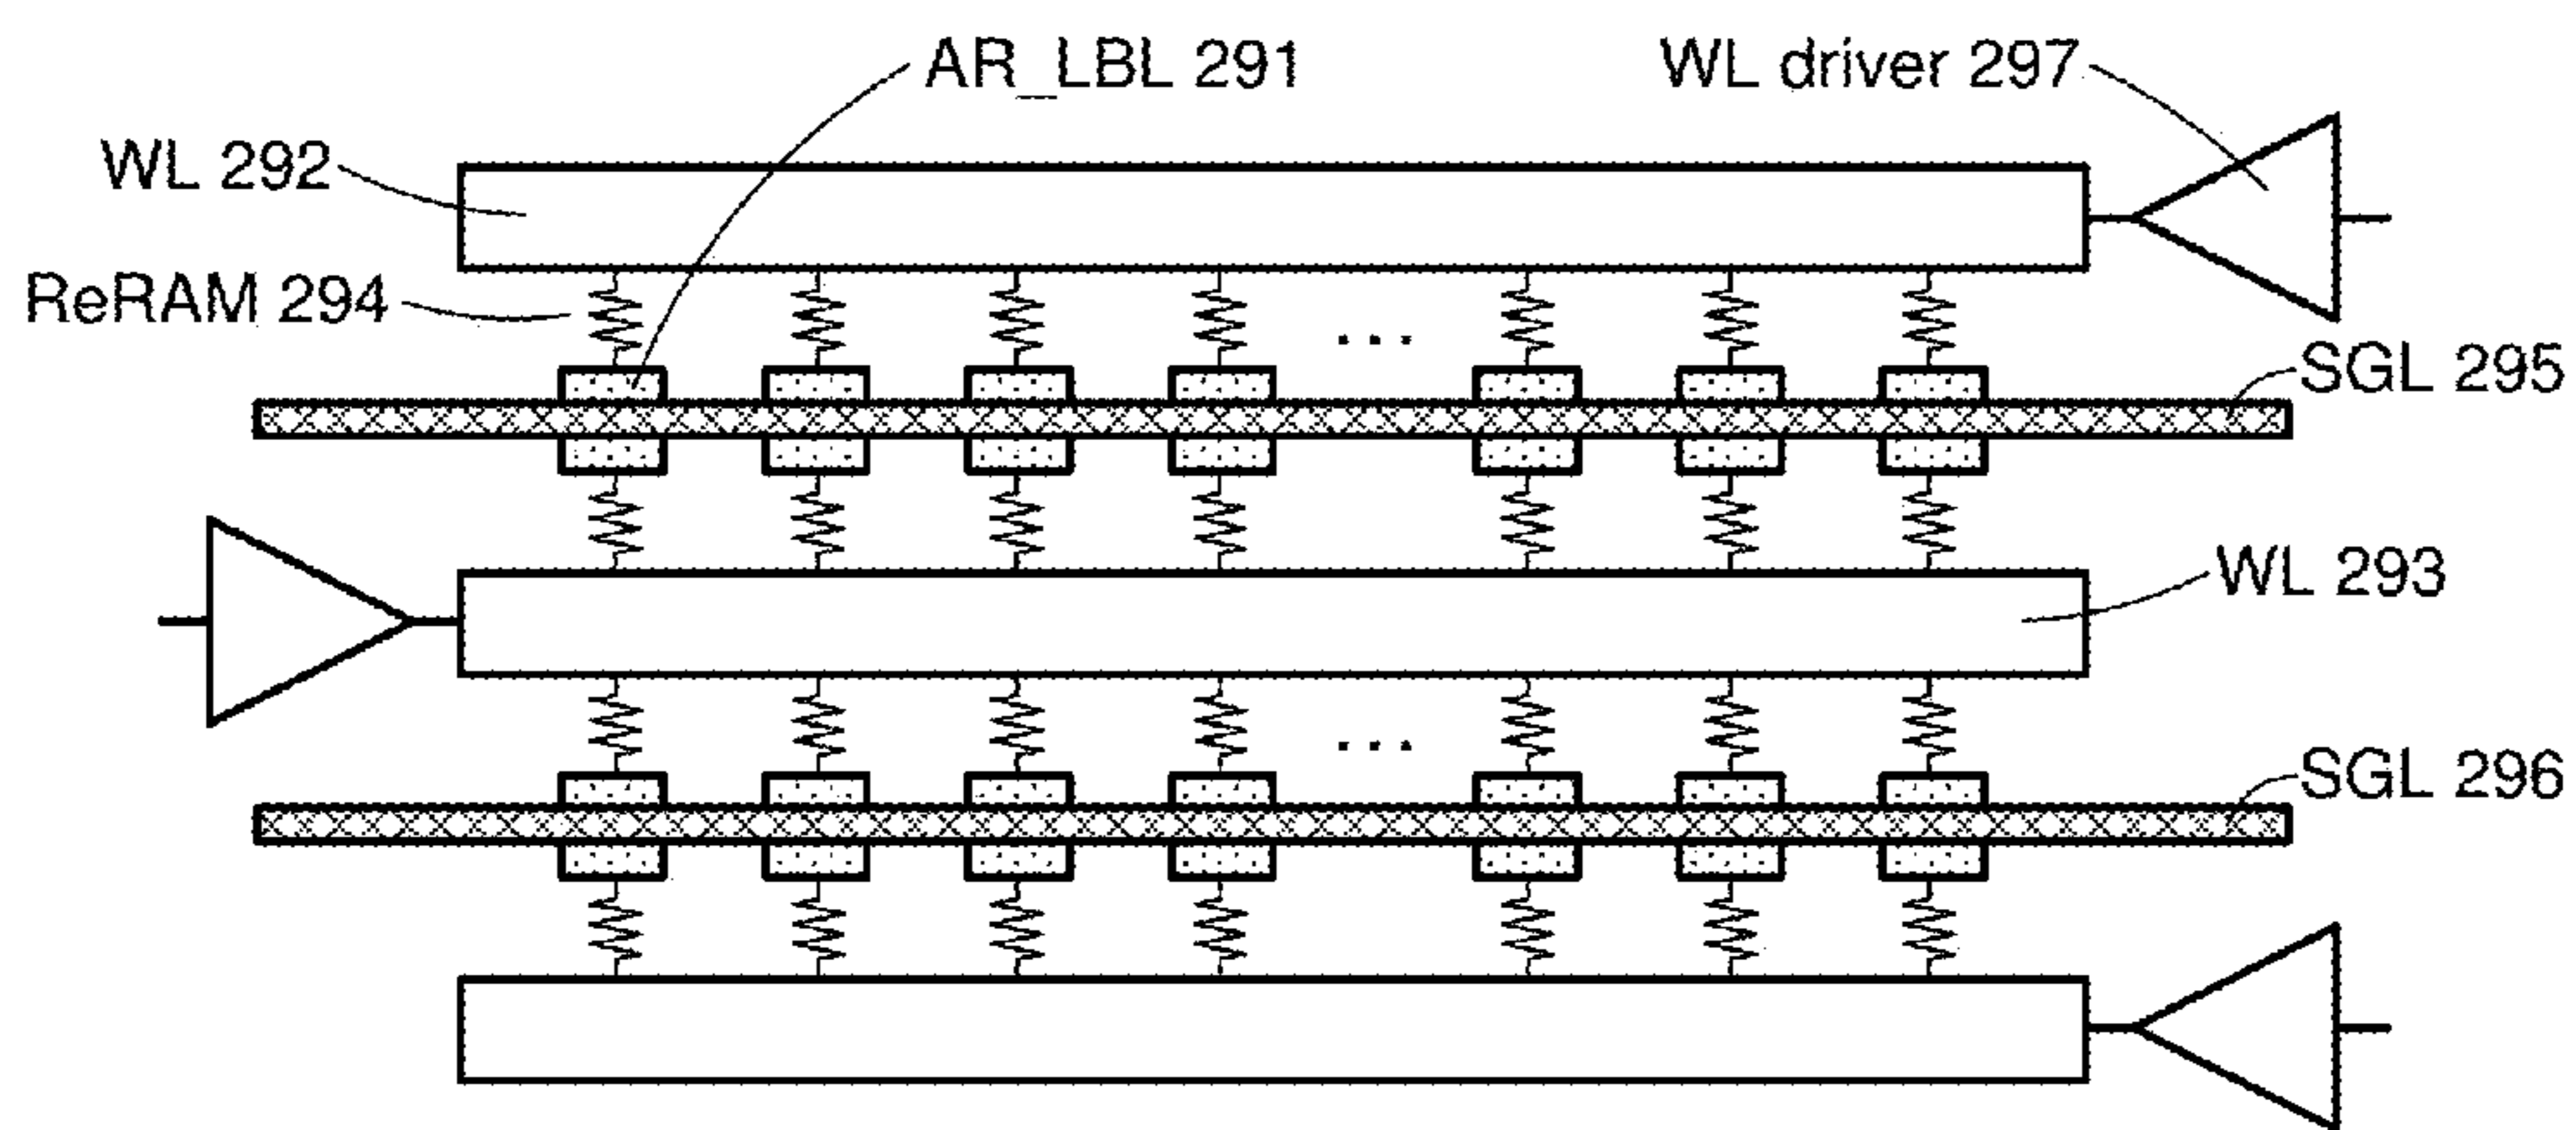 AR_LBL 291
WL driver 297
WL 292
ReRAM 294
...
SGL 295
WL 293
...
SGL 296